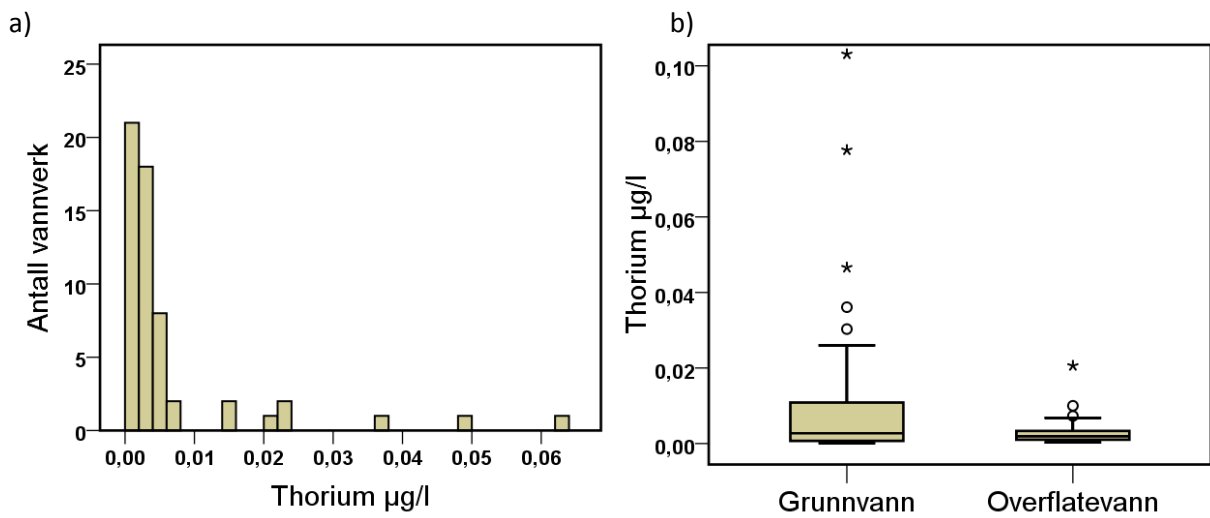 a)
25
20
15
10
5
0
Antall vannverk
0,00 0,01 0,02 0,03 0,04 0,05 0,06
Thorium µg/l
b)
0,10
0,08
0,06
0,04
0,02
0,00
Thorium µg/l
Grunnvann Overflatevann